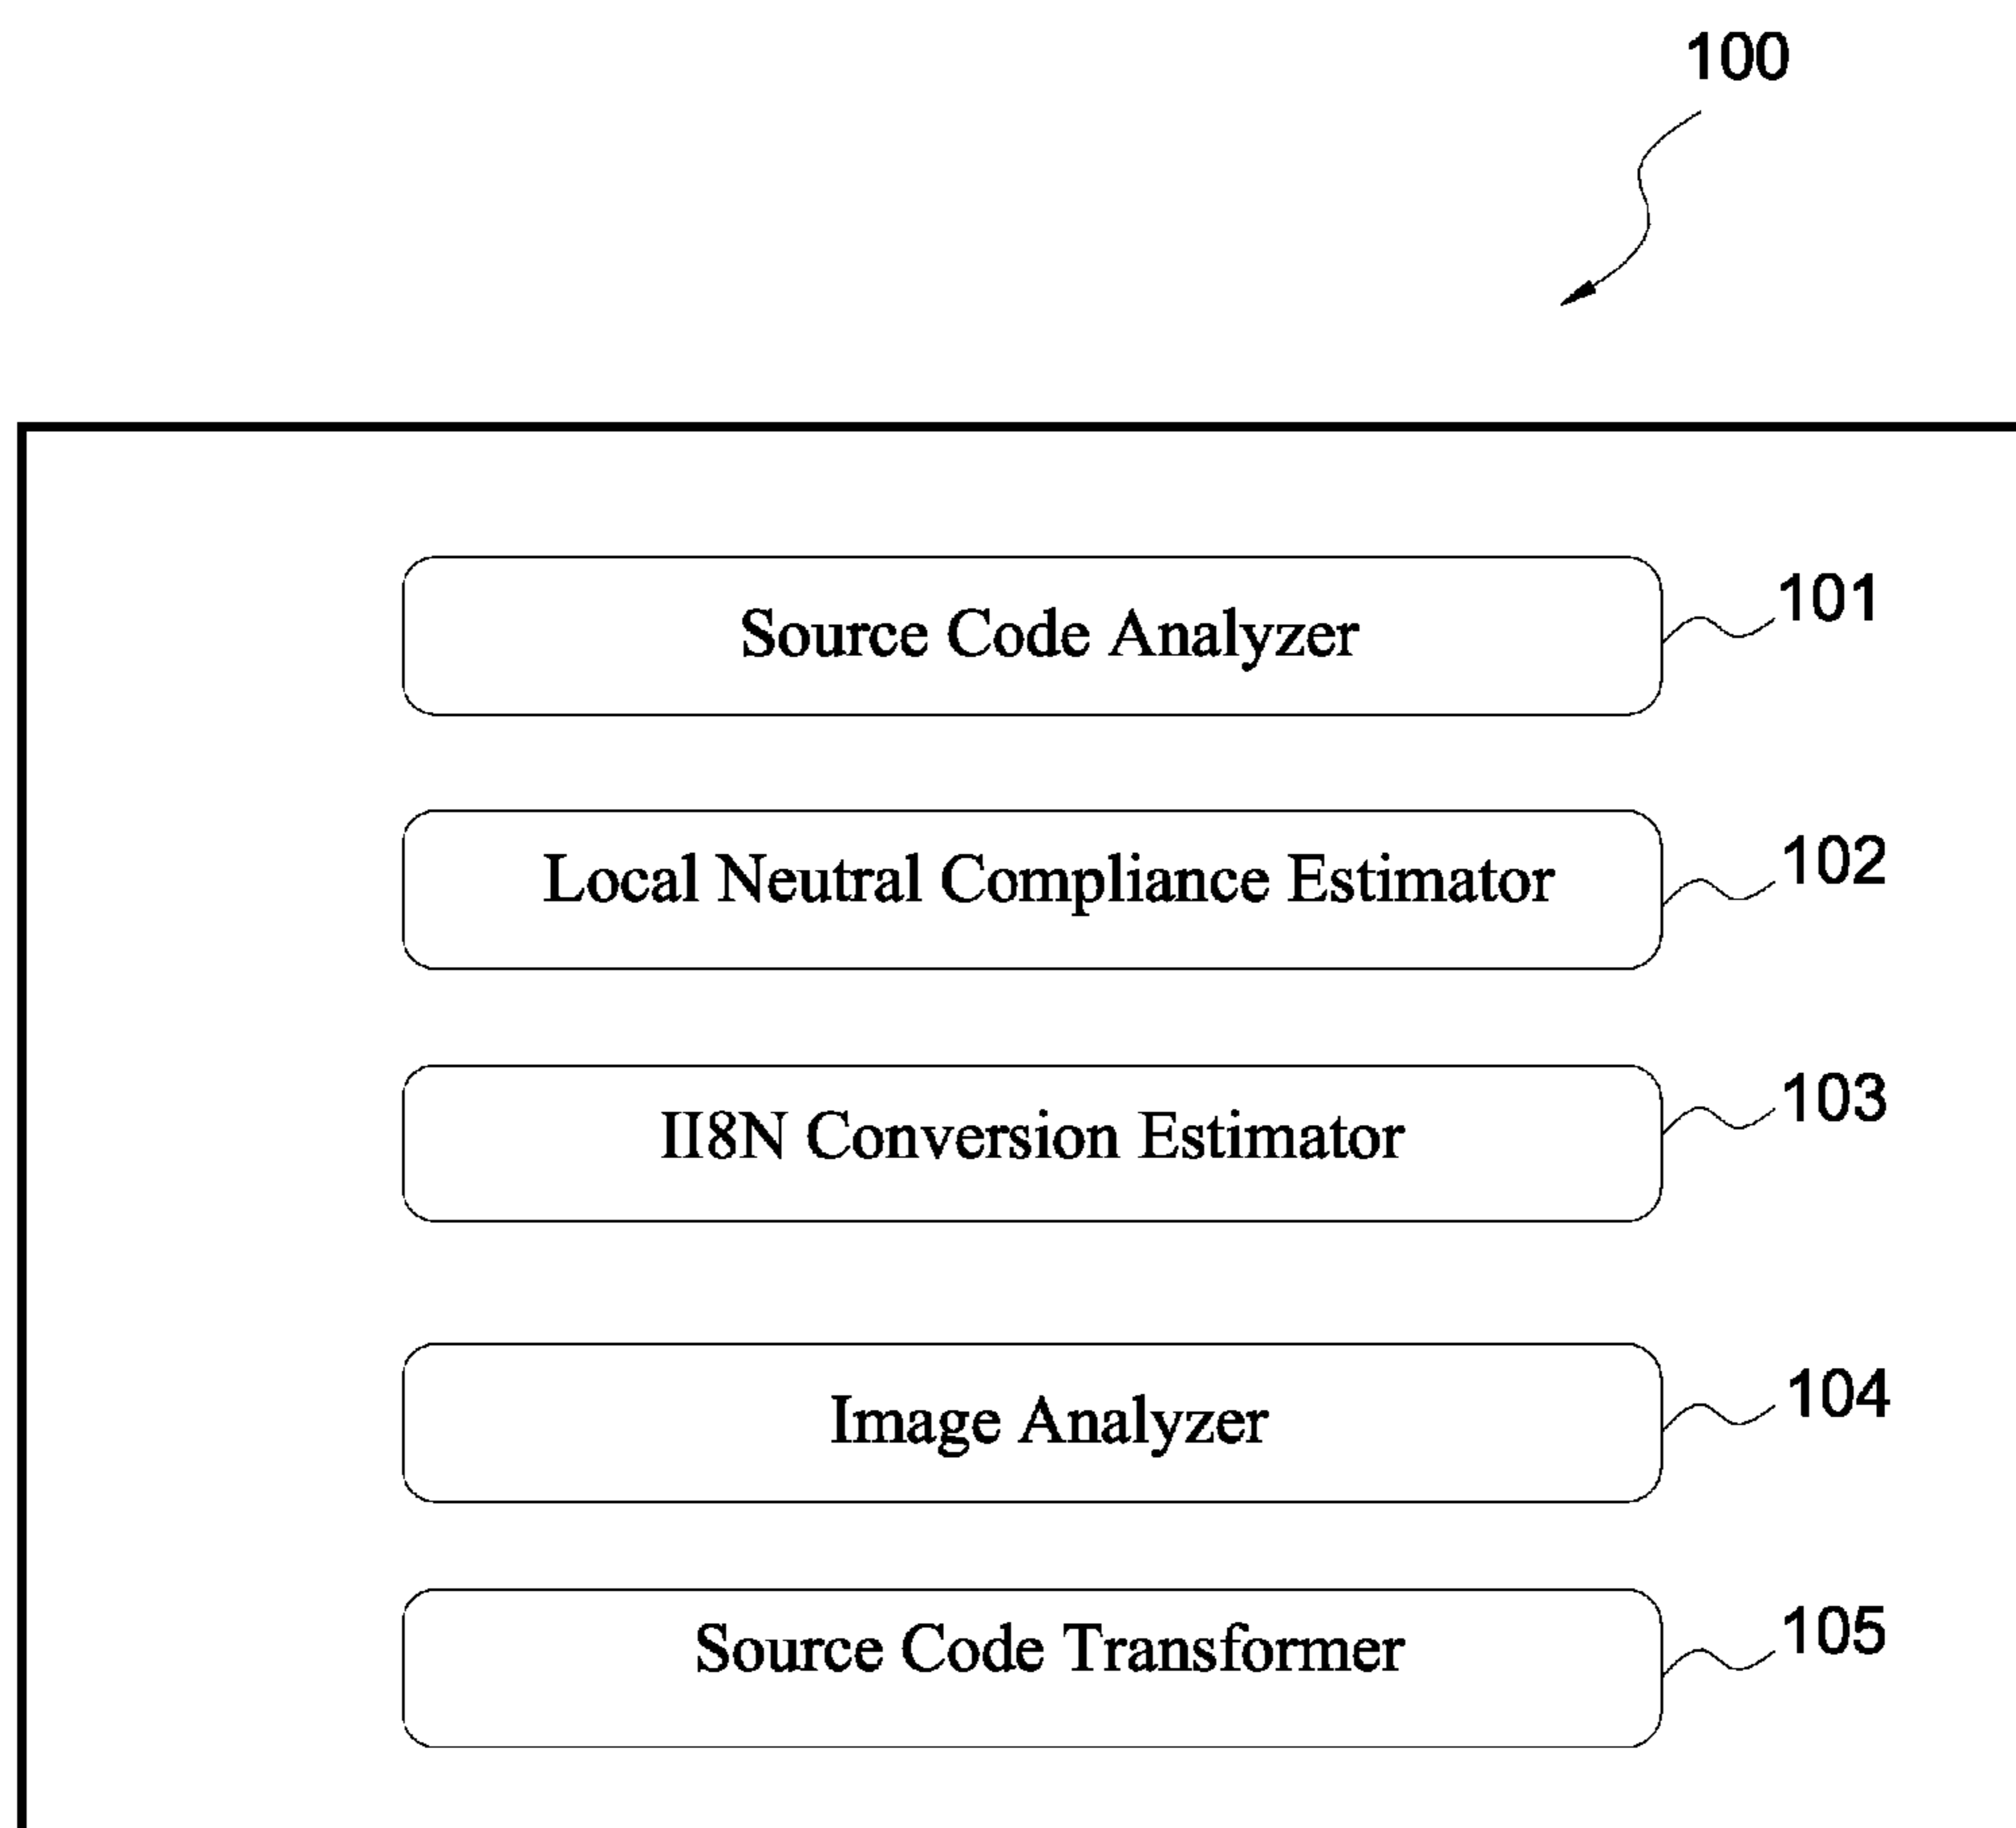 100
Source Code Analyzer
101
Local Neutral Compliance Estimator
102
II8N Conversion Estimator
103
Image Analyzer
104
Source Code Transformer
105